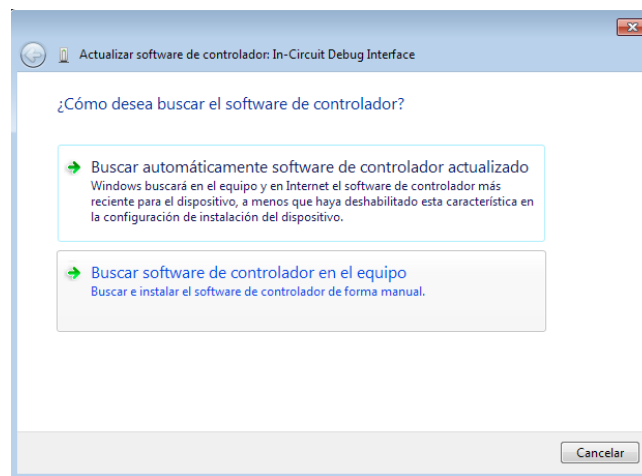 Actualizar software de controlador: In-Circuit Debug Interface
¿Cómo desea buscar el software de controlador?
Buscar automáticamente software de controlador actualizado
Windows buscará en el equipo y en Internet el software de controlador más
reciente para el dispositivo, a menos que haya deshabilitado esta característica en
la configuración de instalación del dispositivo.
Buscar software de controlador en el equipo
Buscar e instalar el software de controlador de forma manual.
Cancelar